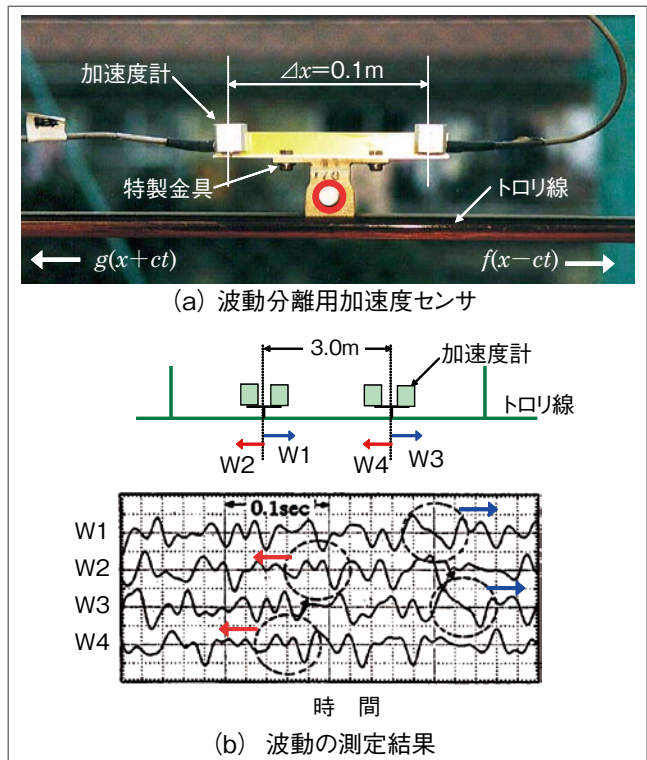 加速度計
⊿x=0.1m
特製金具
トロリ線
g(x+ct)
f(x−ct)
(a) 波動分離用加速度センサ
3.0m
加速度計
トロリ線
W2
W1
W4
W3
0.1sec
W1
W2
W3
W4
時 間
(b) 波動の測定結果